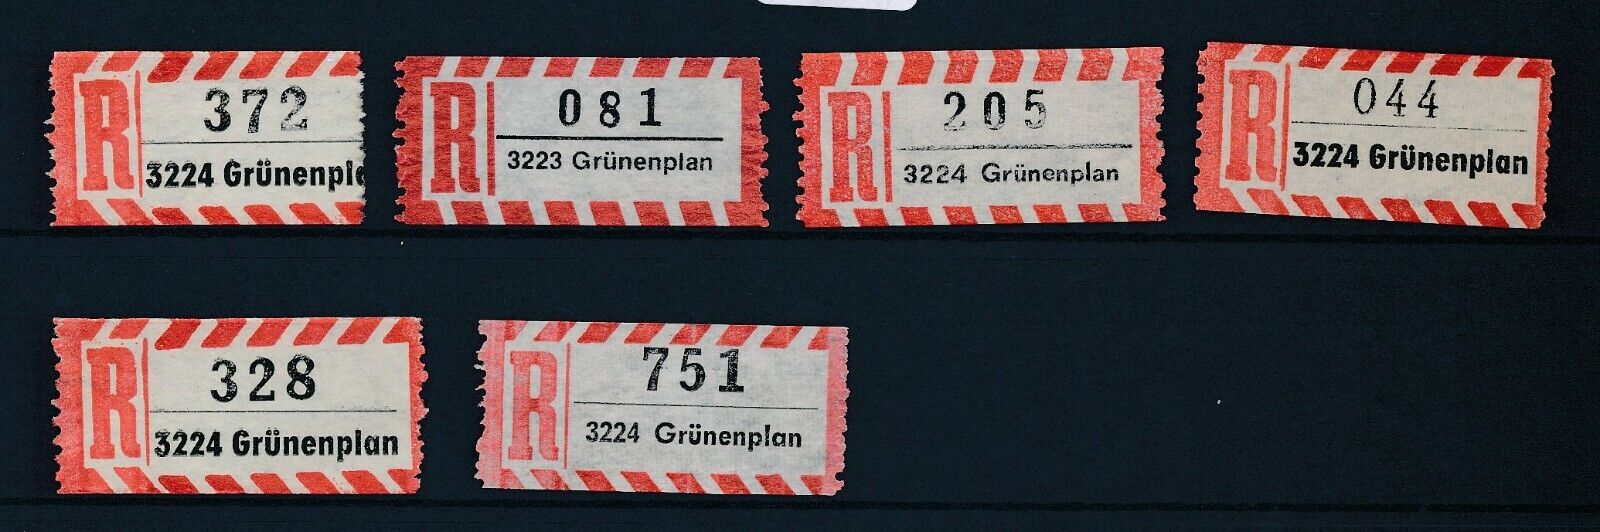 R
372
3224 Grünenpla
R
081
3223 Grünenplan
R
205
3224 Grünenplan
R
044
3224 Grünenplan
R
328
3224 Grünenplan
R
751
3224 Grünenplan